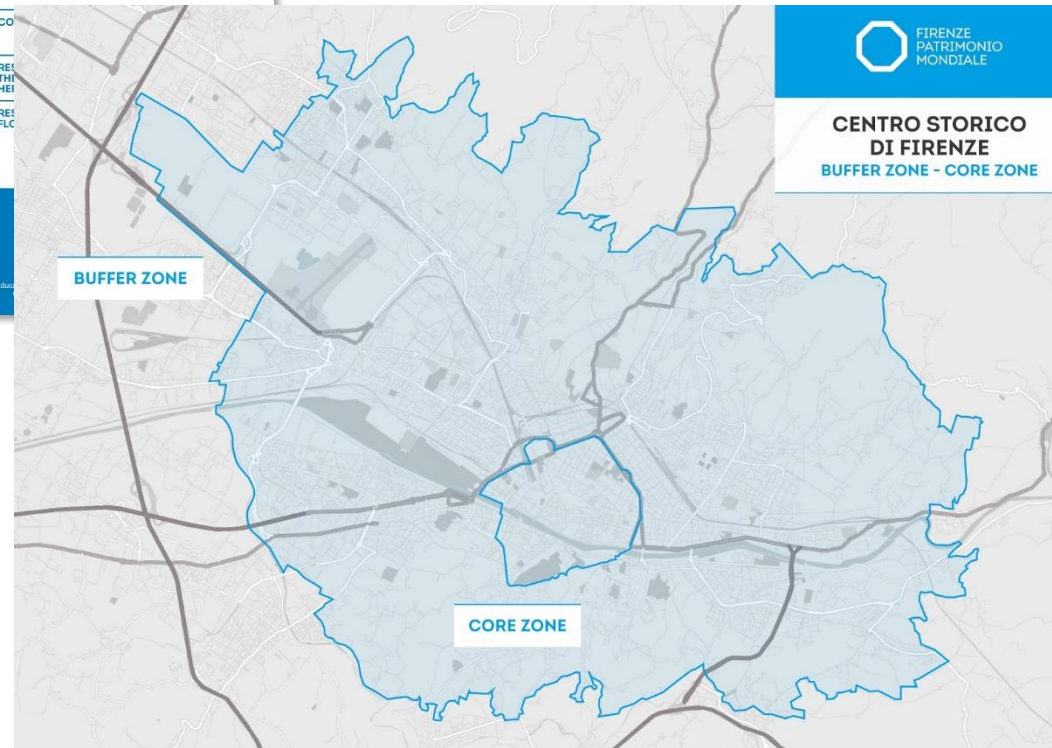 FIRENZE
PATRIMONIO
MONDIALE
CENTRO STORICO
DI FIRENZE
BUFFER ZONE - CORE ZONE
BUFFER ZONE
CORE ZONE